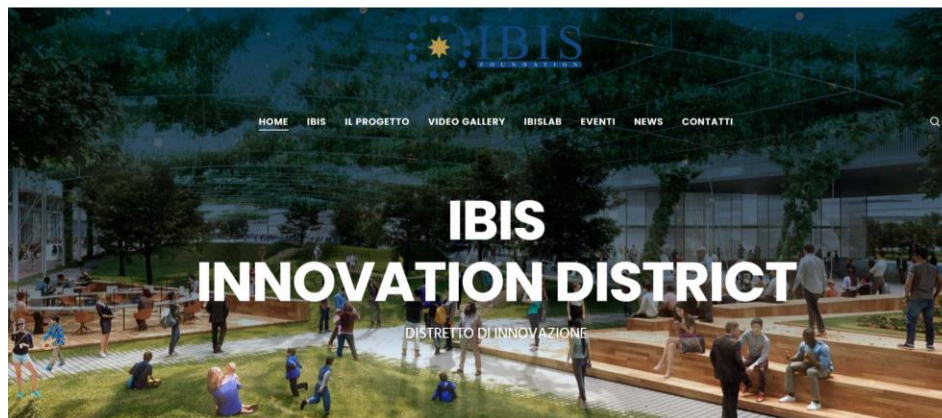 IBIS
FOUNDATION
HOME IBIS IL PROGETTO VIDEO GALLERY IBISLAB EVENTI NEWS CONTATTI
IBIS
INNOVATION DISTRICT
DISTRETTO DI INNOVAZIONE